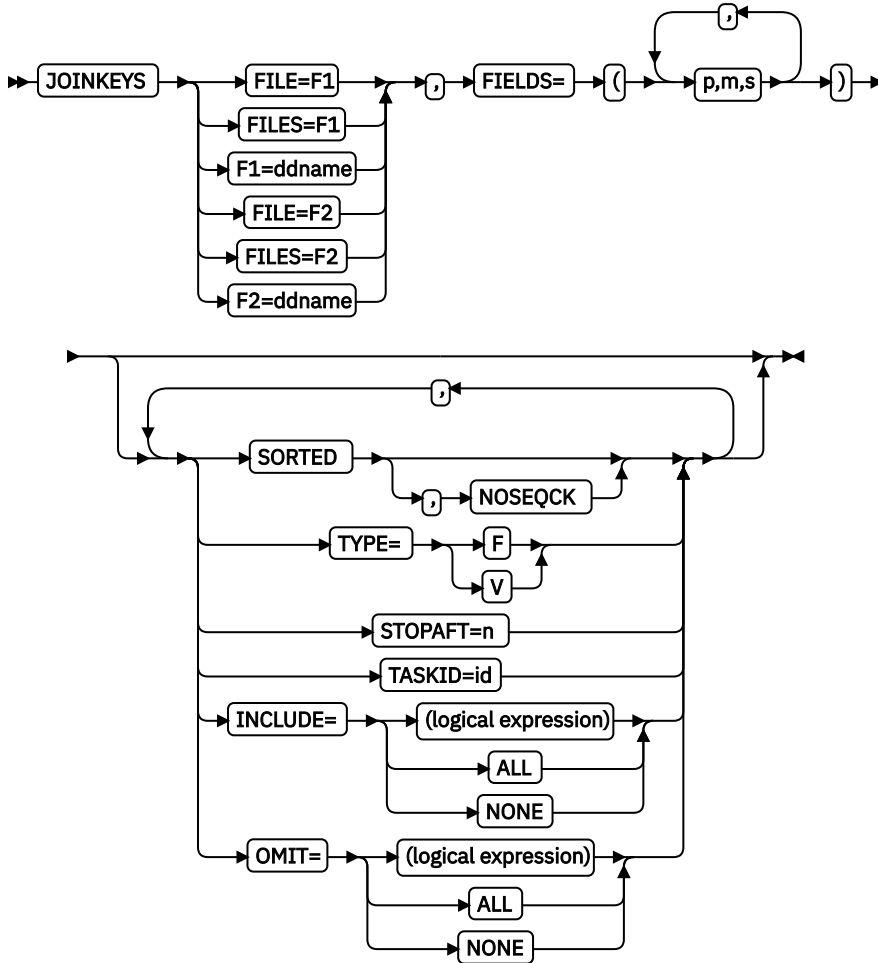 ,
JOINKEYS FILE=F1 , FIELDS= ( p,m,s )
FILES=F1
F1=ddname
FILE=F2
FILES=F2
F2=ddname
,
SORTED
, NOSEQCK
TYPE= F
V
STOPAFT=n
TASKID=id
INCLUDE= (logical expression)
ALL
NONE
OMIT= (logical expression)
ALL
NONE